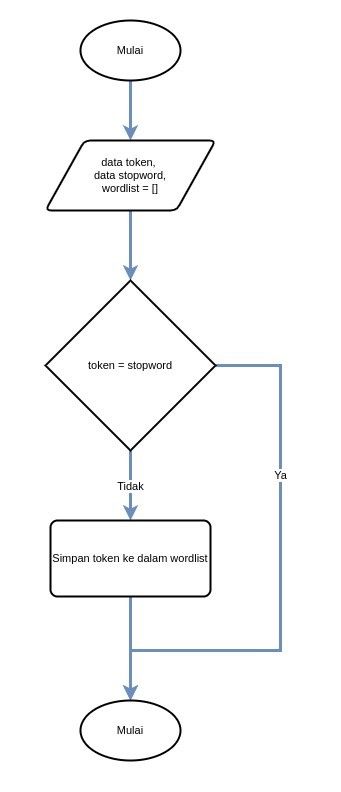 Mulai
data token,
data stopword,
wordlist = []
token = stopword
Ya
Tidak
Simpan token ke dalam wordlist
Mulai